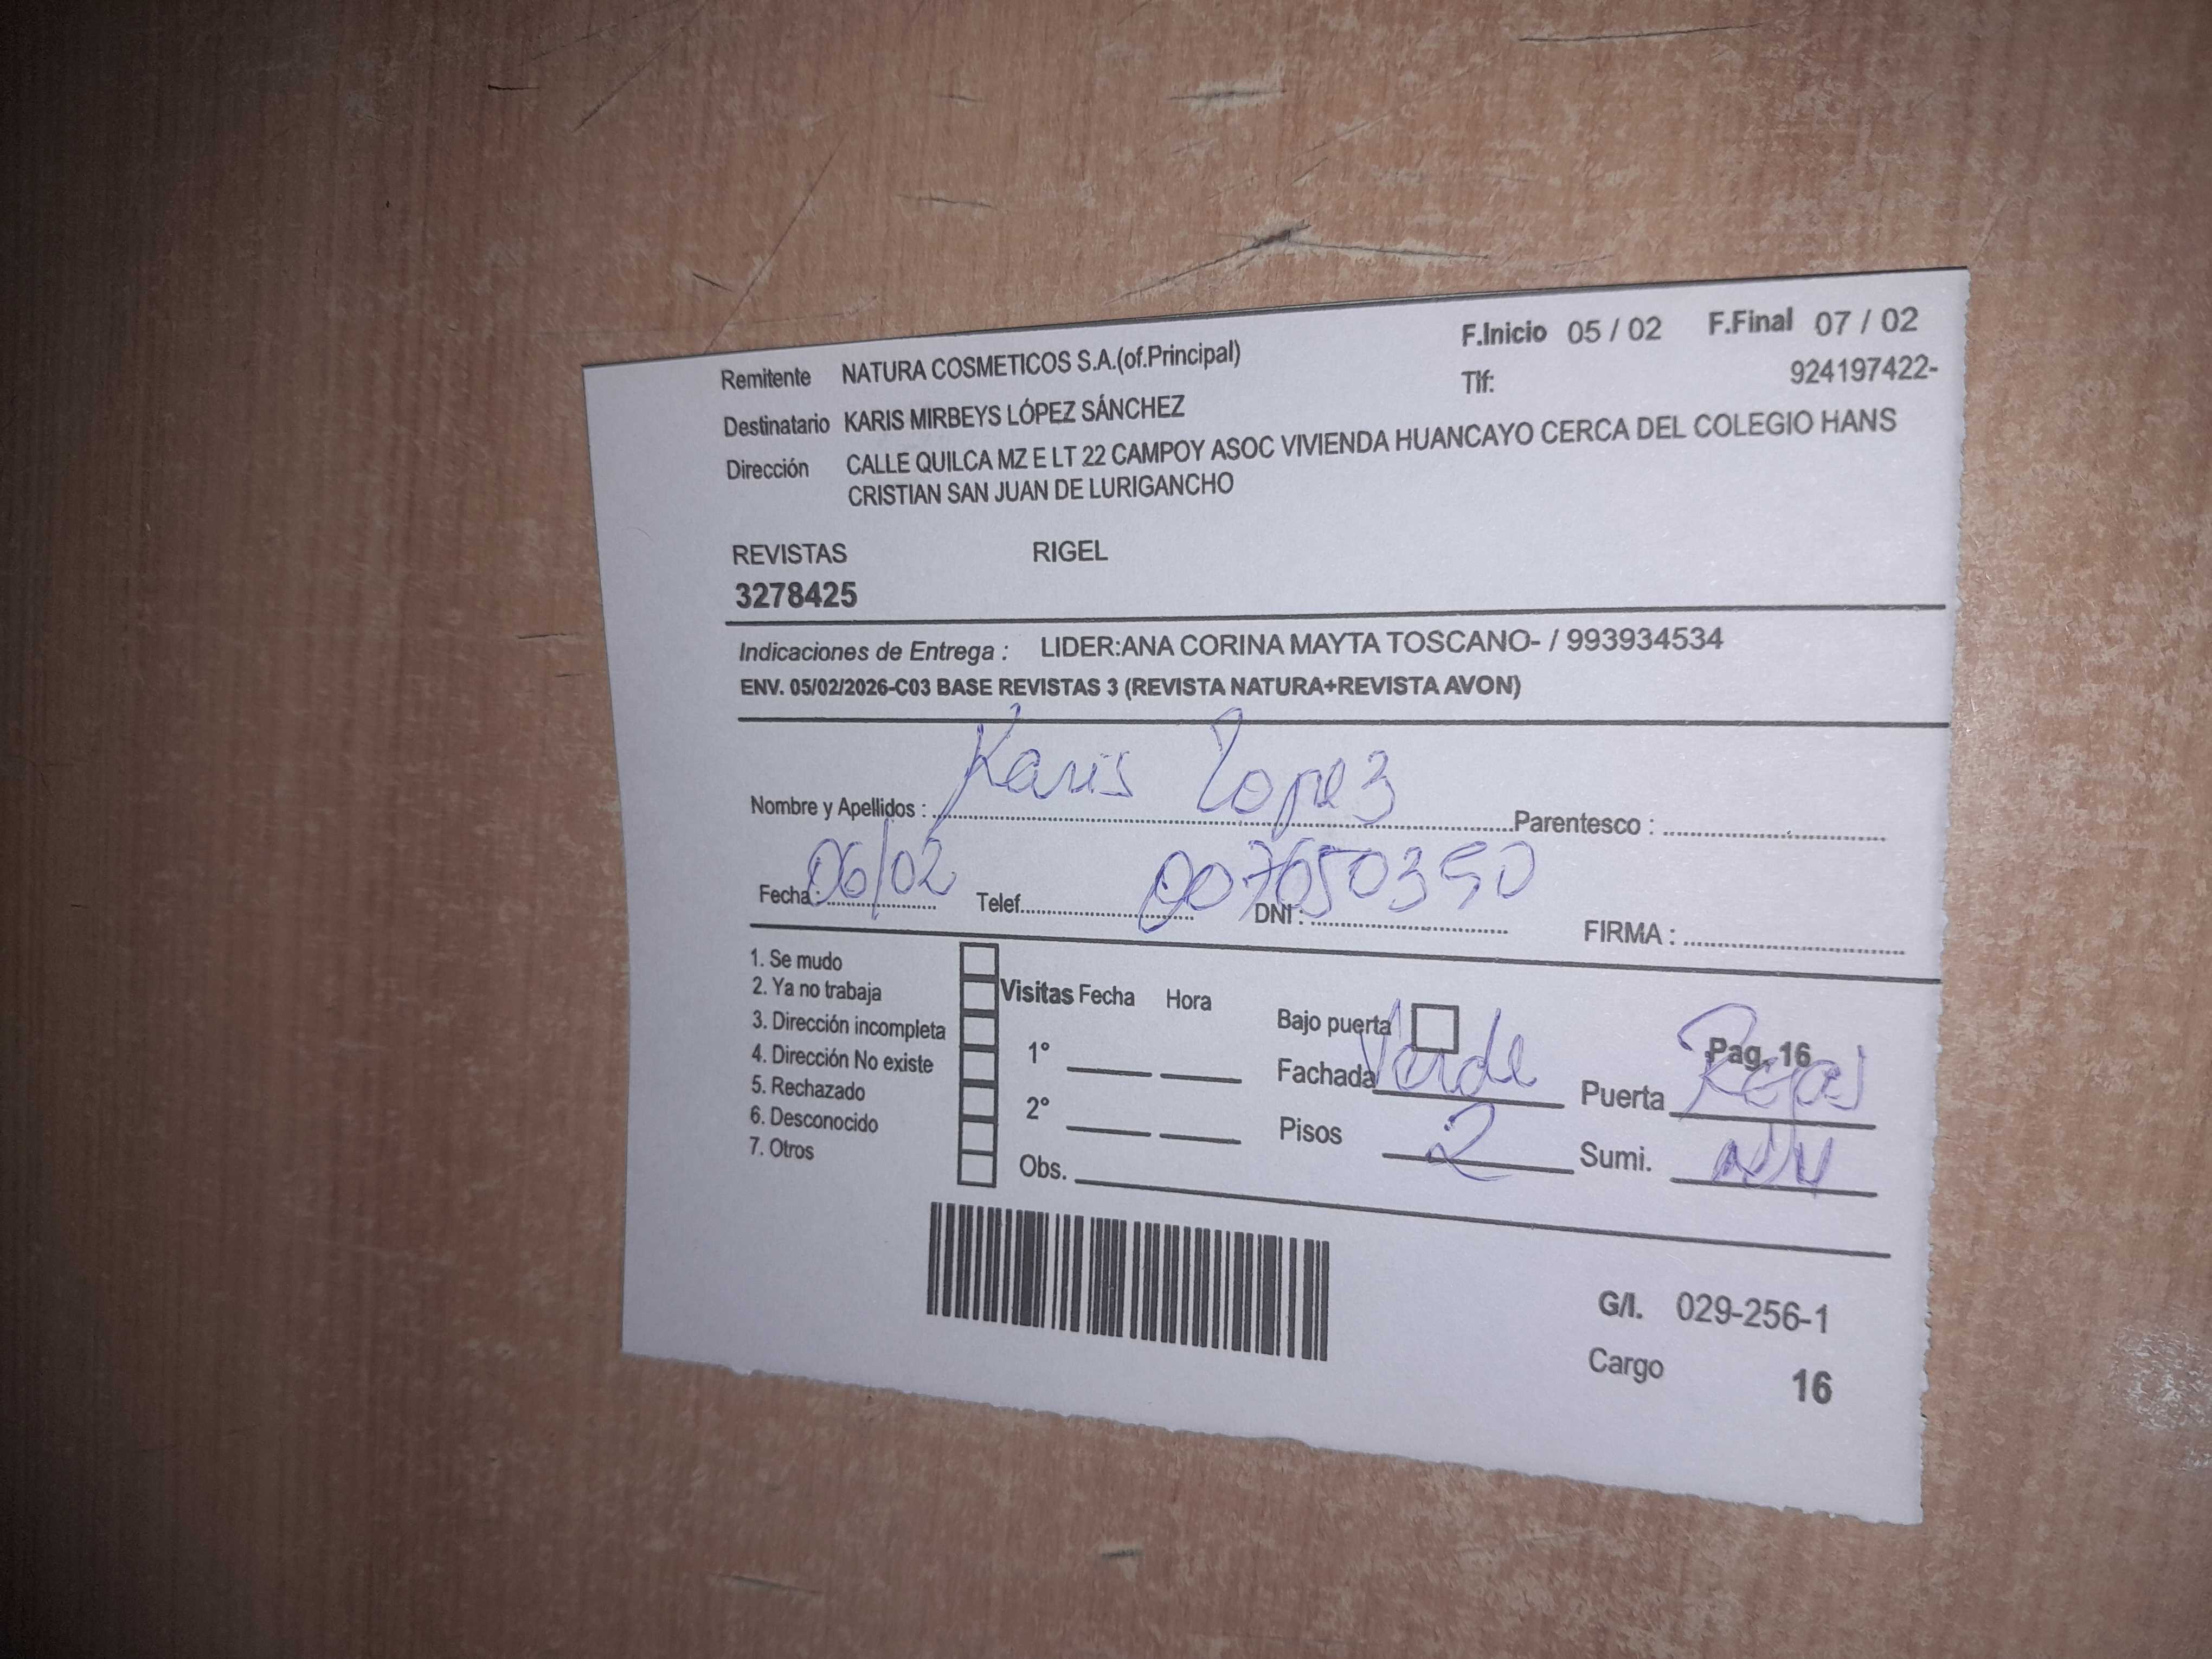 F.Inicio 05 / 02 F.Final 07 / 02
Remitente NATURA COSMETICOS S.A.(of.Principal)
Tlf: 924197422-
Destinatario KARIS MIRBEYS LÓPEZ SÁNCHEZ
Dirección CALLE QUILCA MZ E LT 22 CAMPOY ASOC VIVIENDA HUANCAYO CERCA DEL COLEGIO HANS
CRISTIAN SAN JUAN DE LURIGANCHO
REVISTAS RIGEL
3278425
Indicaciones de Entrega : LIDER:ANA CORINA MAYTA TOSCANO- / 993934534
ENV. 05/02/2026-C03 BASE REVISTAS 3 (REVISTA NATURA+REVISTA AVON)
Nombre y Apellidos : Karis Lopez Parentesco :
Fecha : 06/02 Telef. DNI : 007650350 FIRMA :
1. Se mudo
2. Ya no trabaja
3. Dirección incompleta
4. Dirección No existe
5. Rechazado
6. Desconocido
7. Otros
Visitas Fecha Hora
1°
2°
Obs.
Bajo puerta
Pag. 16
Fachada Verde Puerta Rejas
Pisos 2 Sumi.
G/I. 029-256-1
Cargo 16